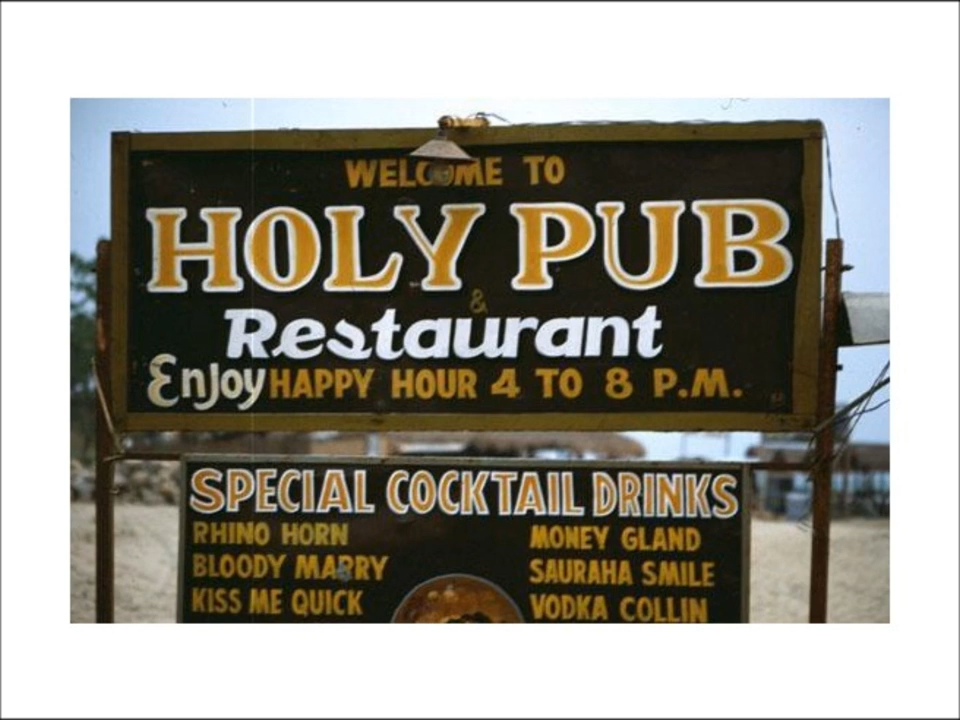 WELCOME TO
HOLY PUB
&
Restaurant
Enjoy HAPPY HOUR 4 TO 8 P.M.
SPECIAL COCKTAIL DRINKS
RHINO HORN
BLOODY MARRY
KISS ME QUICK
MONEY GLAND
SAURAHA SMILE
VODKA COLLIN